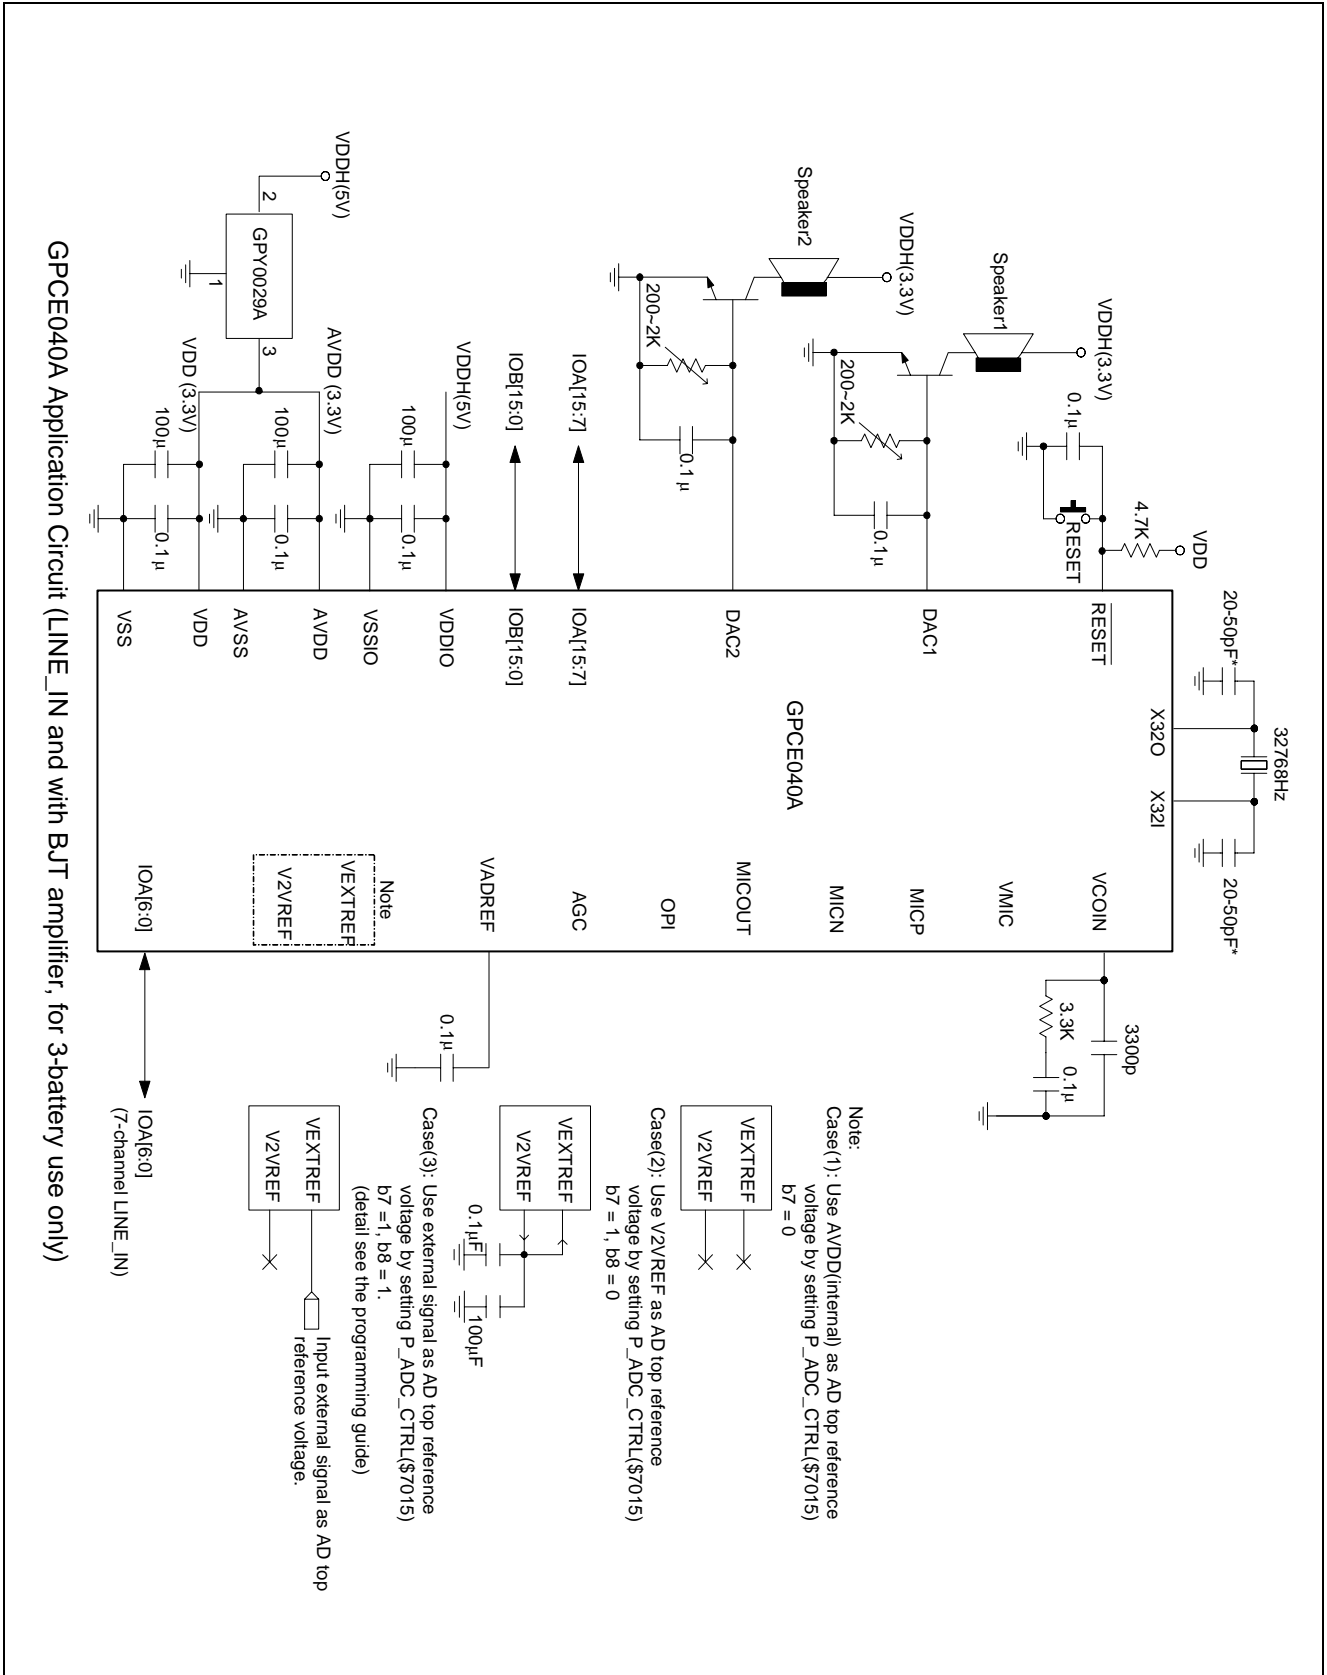 32768Hz
20-50pF*
20-50pF*
X32O
X32I
VDD
4.7K
0.1µ
RESET
RESET
VCOIN
3300p
3.3K
0.1µ
VDDH(3.3V)
Speaker1
200~2K
0.1µ
DAC1
VMIC
MICP
MICN
MICOUT
OPI
AGC
VADREF
0.1µ
GPCE040A
VDDH(3.3V)
Speaker2
200~2K
0.1µ
DAC2
IOA[15:7]
IOA[15:7]
IOB[15:0]
IOB[15:0]
VDDH(5V)
VDDIO
100µ
0.1µ
VSSIO
VDDH(5V)
2
GPY0029A
1
3
AVDD (3.3V)
AVDD
100µ
0.1µ
AVSS
VDD (3.3V)
VDD
100µ
0.1µ
VSS
Note
VEXTREF
V2VREF
IOA[6:0]
IOA[6:0]
(7-channel LINE_IN)
Note:
Case(1): Use AVDD(internal) as AD top reference
voltage by setting P_ADC_CTRL($7015)
b7 = 0
VEXTREF
V2VREF
Case(2): Use V2VREF as AD top reference
voltage by setting P_ADC_CTRL($7015)
b7 = 1, b8 = 0
VEXTREF
V2VREF
0.1µF
100µF
Case(3): Use external signal as AD top reference
voltage by setting P_ADC_CTRL($7015)
b7 =1, b8 = 1.
(detail see the programming guide)
VEXTREF
V2VREF
Input external signal as AD top
reference voltage.
GPCE040A Application Circuit (LINE_IN and with BJT amplifier, for 3-battery use only)